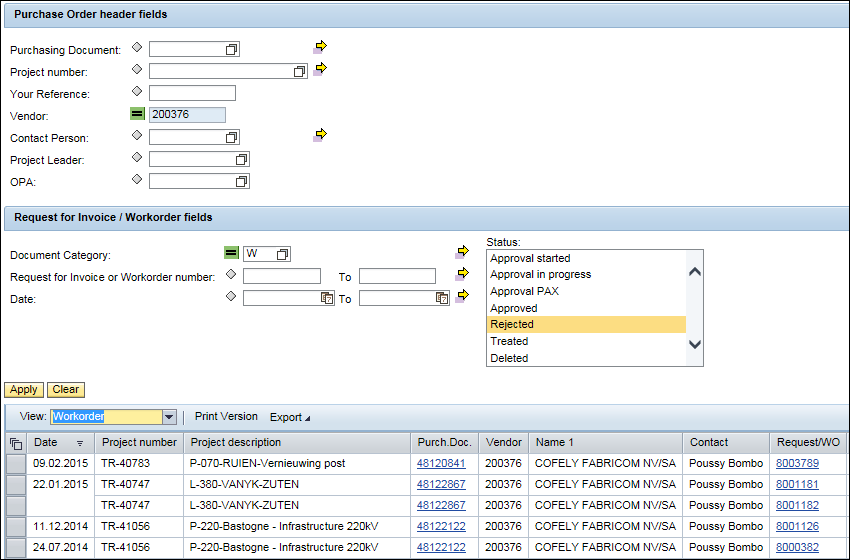 Purchase Order header fields
Purchasing Document:
Project number:
Your Reference:
Vendor: 200376
Contact Person:
Project Leader:
OPA:
Request for Invoice / Workorder fields
Document Category: W
Request for Invoice or Workorder number: To
Date: To
Status:
Approval started
Approval in progress
Approval PAX
Approved
Rejected
Treated
Deleted
Apply Clear
View: Workorder Print Version Export
Date Project number Project description Purch.Doc. Vendor Name 1 Contact Request/WO
09.02.2015 TR-40783 P-070-RUIEN-Vernieuwing post 48120841 200376 COFELY FABRICOM NV/SA Poussy Bombo 8003789
22.01.2015 TR-40747 L-380-VANYK-ZUTEN 48122867 200376 COFELY FABRICOM NV/SA Poussy Bombo 8001181
TR-40747 L-380-VANYK-ZUTEN 48122867 200376 COFELY FABRICOM NV/SA Poussy Bombo 8001182
11.12.2014 TR-41056 P-220-Bastogne - Infrastructure 220kV 48122122 200376 COFELY FABRICOM NV/SA Poussy Bombo 8001126
24.07.2014 TR-41056 P-220-Bastogne - Infrastructure 220kV 48122122 200376 COFELY FABRICOM NV/SA Poussy Bombo 8000382